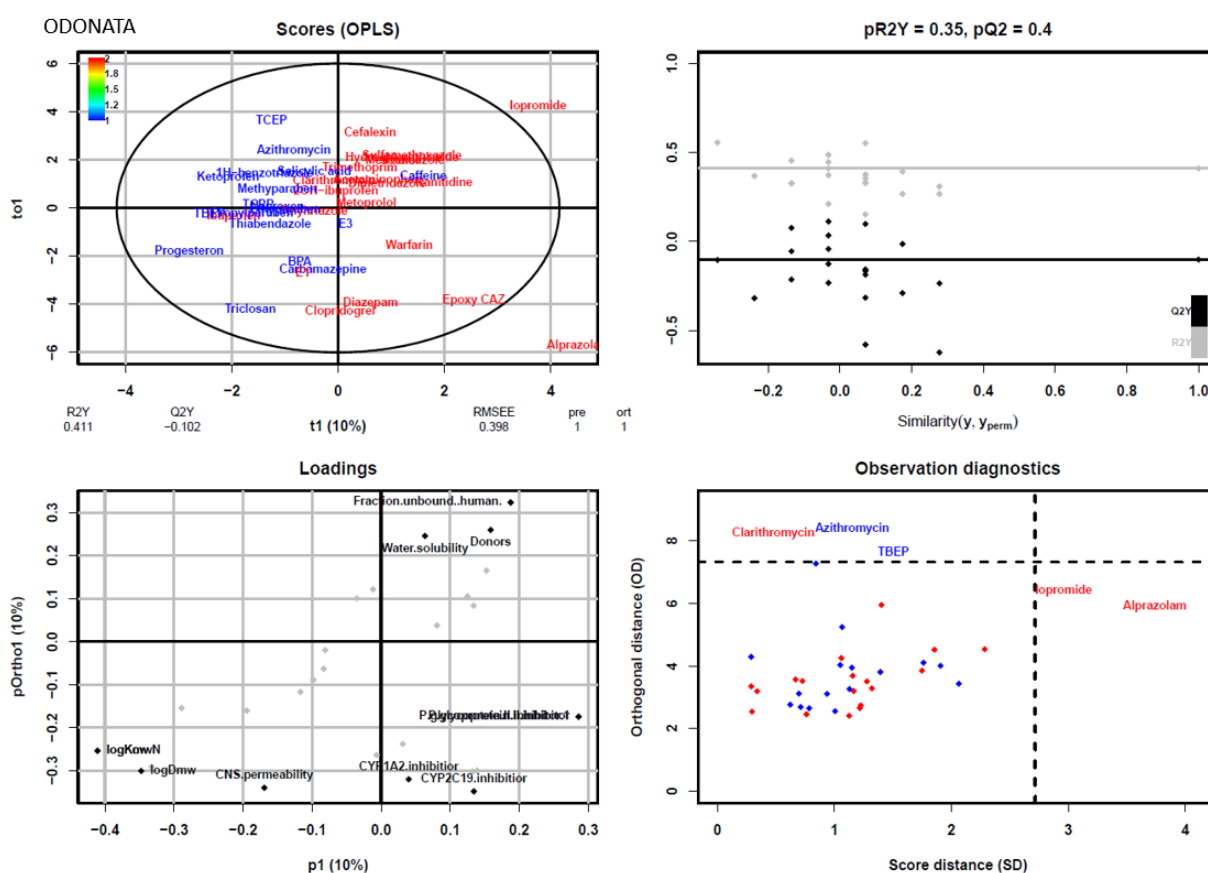 ODONATA
Scores (OPLS)
2
1.8
1.5
1.2
1
6
4
2
0
−2
−4
−6
to1
Iopromide
TCEP
Cefalexin
Azithromycin
Trimethoprim
1H-benzotriazole
Salicylic acid
Ketoprofen
Caffeine
Ranitidine
Methyparaben
Metoprolol
TBEP
Thiabendazole
E3
Warfarin
Progesteron
BPA
Carbamazepine
Triclosan
Diazepam
Clopridogrel
Epoxy CAZ
Alprazola
−4 −2 0 2 4
R2Y Q2Y RMSEE pre ort
0.411 −0.102 t1 (10%) 0.398 1 1
pR2Y = 0.35, pQ2 = 0.4
1.0
0.5
0.0
−0.5
Q2Y
R2Y
−0.2 0.0 0.2 0.4 0.6 0.8 1.0
Similarity(y, yperm)
Loadings
0.3
0.2
0.1
0.0
−0.1
−0.2
−0.3
pOrtho1 (10%)
Fraction.unbound..human.
Donors
Water.solubility
logDmw
CNS.permeability
CYP1A2.inhibitior
CYP2C19.inhibitior
−0.4 −0.3 −0.2 −0.1 0.0 0.1 0.2 0.3
p1 (10%)
Observation diagnostics
8
6
4
2
0
Orthogonal distance (OD)
Clarithromycin
Azithromycin
TBEP
Iopromide
Alprazolam
0 1 2 3 4
Score distance (SD)